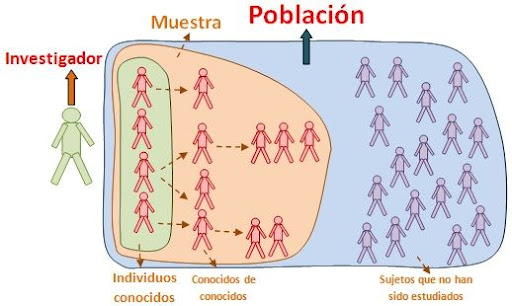 Población
Muestra
Investigador
Individuos
conocidos
Conocidos de
conocidos
Sujetos que no han
sido estudiados